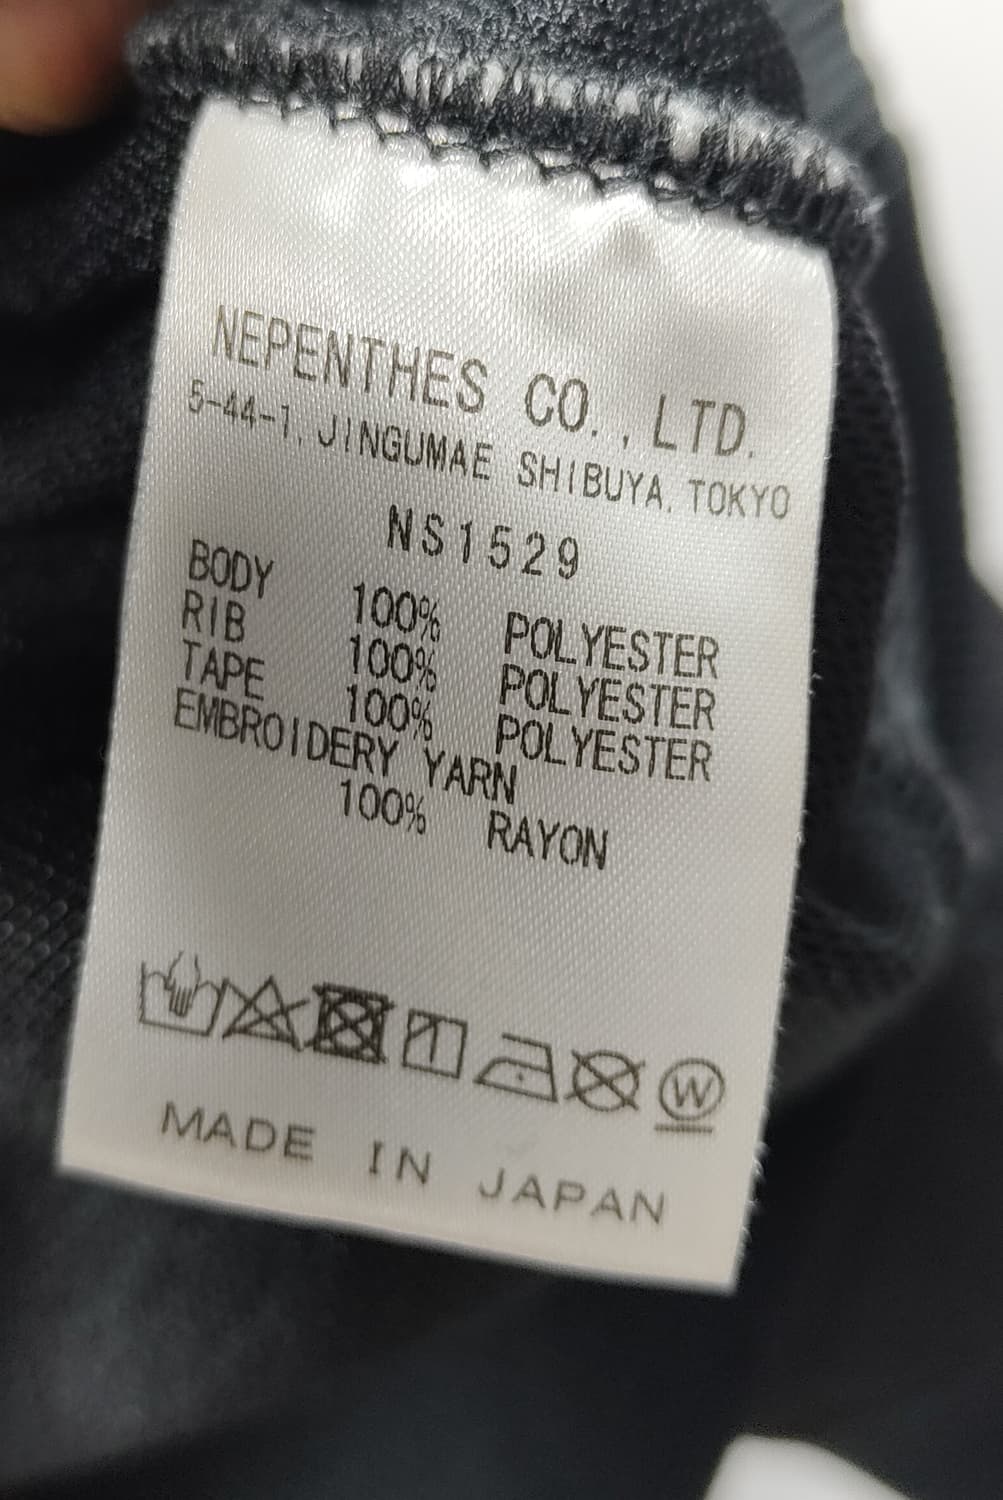 NEPENTHES CO., LTD.
5-44-1, JINGUMAE SHIBUYA, TOKYO
NS1529
BODY 100% POLYESTER
RIB 100% POLYESTER
TAPE 100% POLYESTER
EMBROIDERY YARN
100% RAYON
W
MADE IN JAPAN